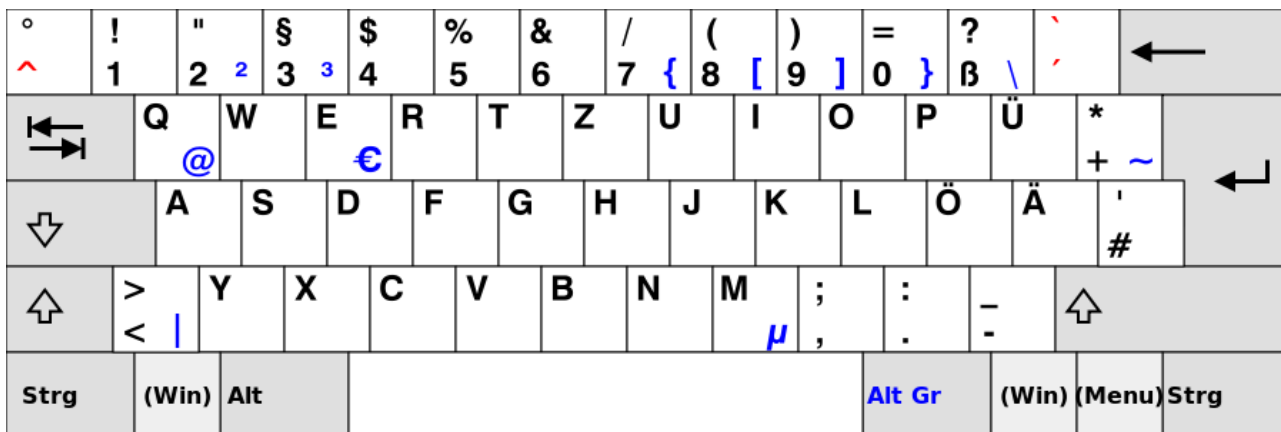 ° ! " § $ % & / ( ) = ? `
^ 1 2 ² 3 ³ 4 5 6 7 { 8 [ 9 ] 0 } ß \ ´
Q W E R T Z U I O P Ü *
@ € + ~
A S D F G H J K L Ö Ä '
#
> Y X C V B N M ; : _
< | µ , . -
Strg (Win) Alt Alt Gr (Win) (Menu) Strg